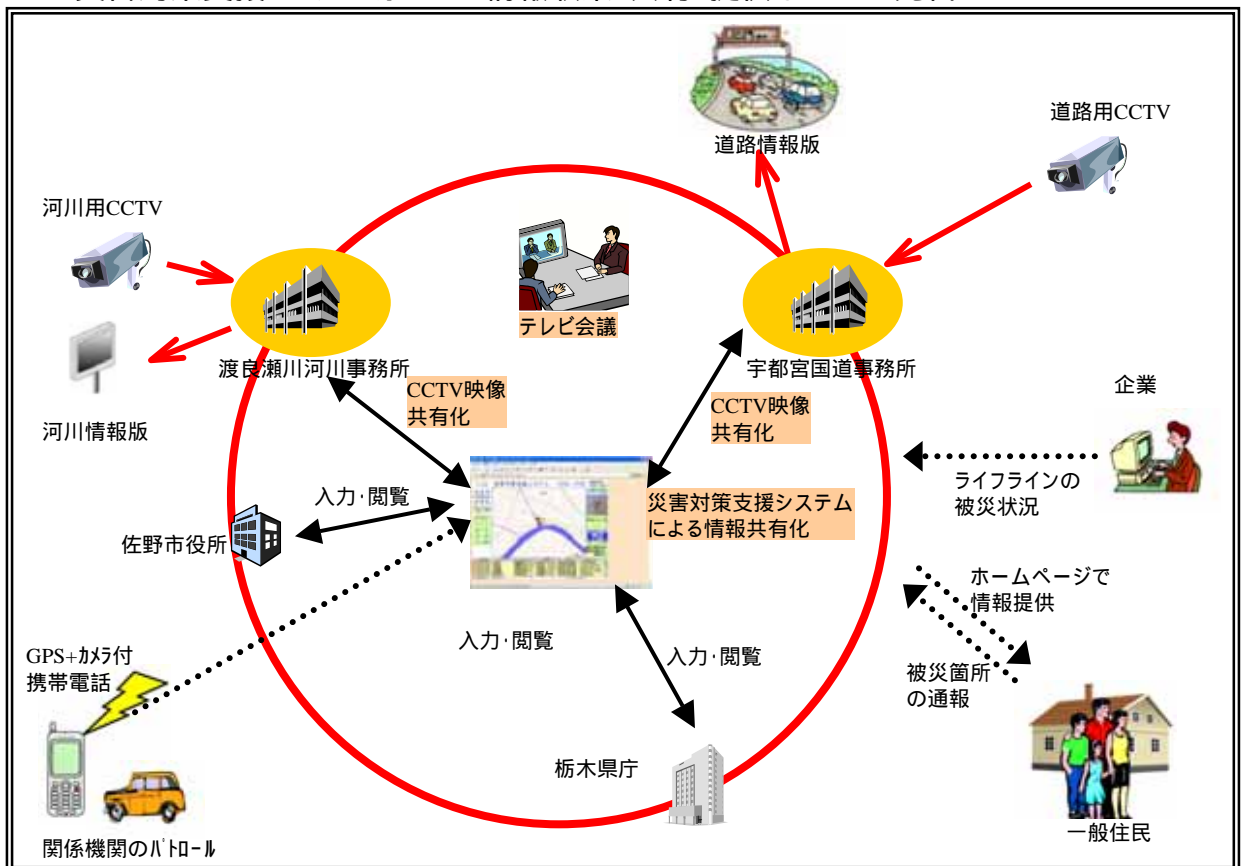 道路情報版
道路用CCTV
河川用CCTV
テレビ会議
渡良瀬川河川事務所
宇都宮国道事務所
河川情報版
CCTV映像
共有化
CCTV映像
共有化
企業
ライフラインの
被災状況
入力・閲覧
災害対策支援システム
による情報共有化
佐野市役所
ホームページで
情報提供
入力・閲覧
入力・閲覧
被災箇所
の通報
GPS+ｶﾒﾗ付
携帯電話
栃木県庁
関係機関のﾊﾟﾄﾛｰﾙ
一般住民